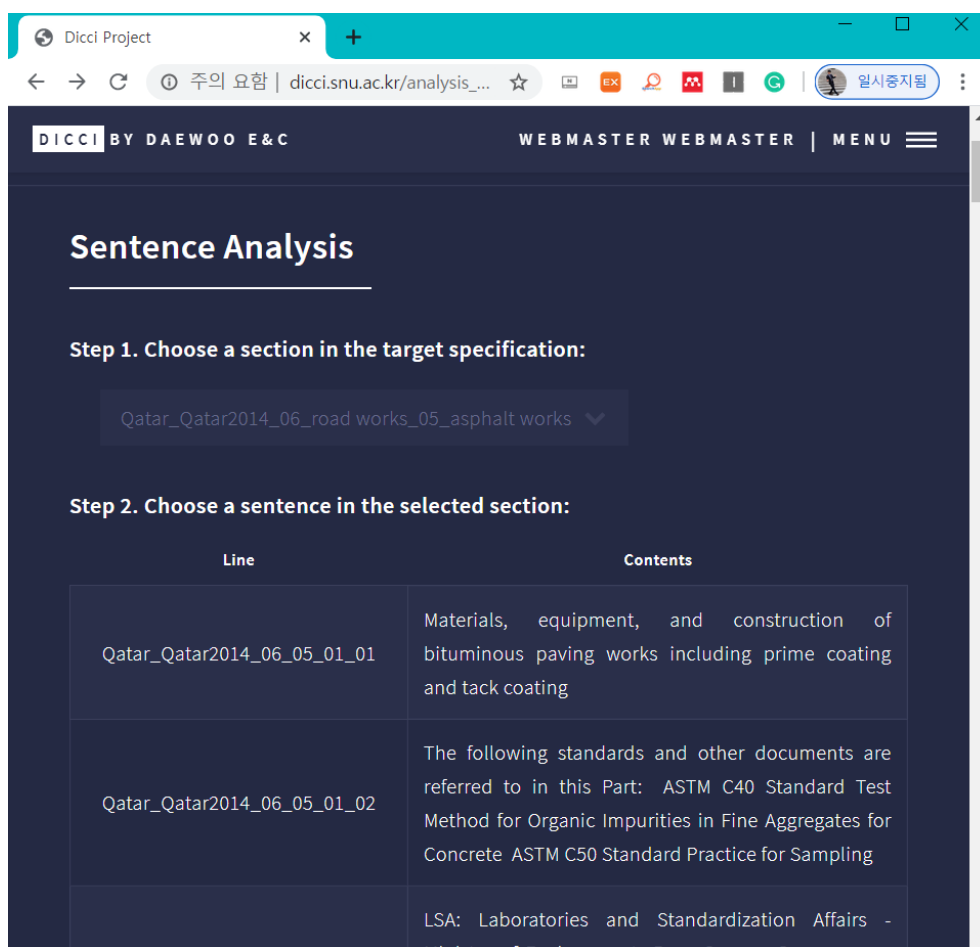 Dicci Project
주의 요함 | dicci.snu.ac.kr/analysis_...
EX
I
G
일시중지됨
DICCI BY DAEWOO E&C
WEBMASTER WEBMASTER | MENU
Sentence Analysis
Step 1. Choose a section in the target specification:
Qatar_Qatar2014_06_road works_05_asphalt works
Step 2. Choose a sentence in the selected section:
Line Contents
Qatar_Qatar2014_06_05_01_01
Materials, equipment, and construction of
bituminous paving works including prime coating
and tack coating
Qatar_Qatar2014_06_05_01_02
The following standards and other documents are
referred to in this Part: ASTM C40 Standard Test
Method for Organic Impurities in Fine Aggregates for
Concrete ASTM C50 Standard Practice for Sampling
LSA: Laboratories and Standardization Affairs -